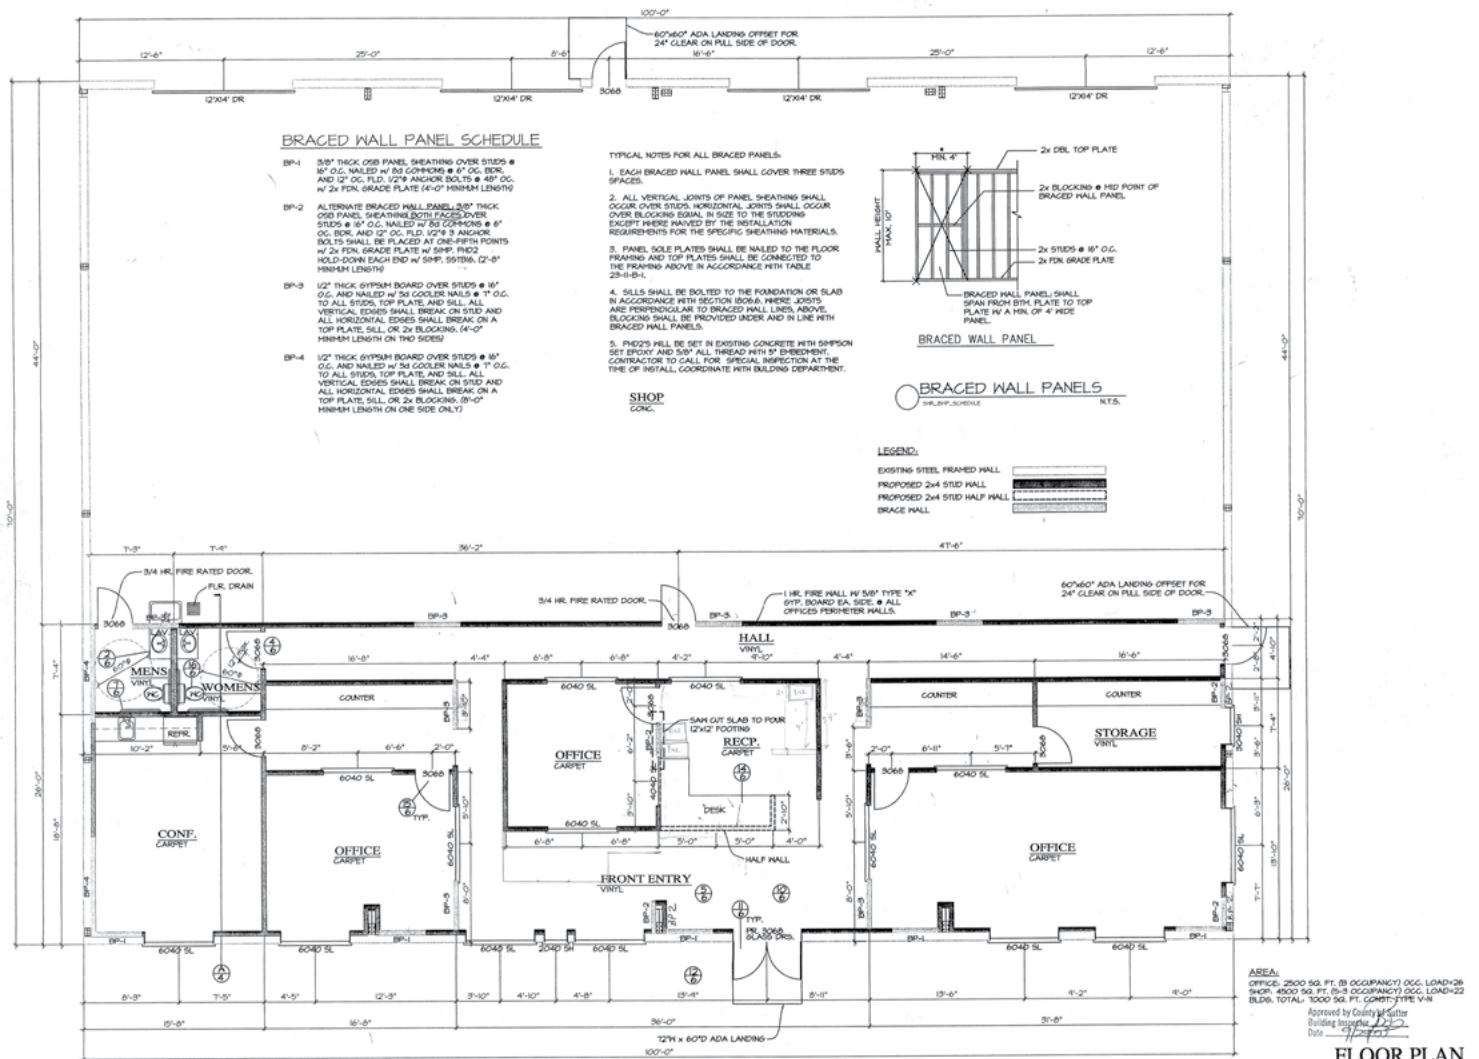 100'-0"
60"x60" ADA LANDING OFFSET FOR
24" CLEAR ON PULL SIDE OF DOOR.
12'-6"
25'-0"
8'-6"
16'-6"
25'-0"
12'-6"
12'X14' DR
12'X14' DR
3068
12'X14' DR
12'X14' DR
BRACED WALL PANEL SCHEDULE
BP-1 3/8" THICK OSB PANEL SHEATHING OVER STUDS @
16" O.C. NAILED w/ 8d COMMONS @ 6" OC. BDR.
AND 12" OC. FLD. 1/2"Φ ANCHOR BOLTS @ 48" OC.
w/ 2x FDN. GRADE PLATE (4'-0" MINIMUM LENGTH)
BP-2 ALTERNATE BRACED WALL PANEL: 3/8" THICK
OSB PANEL SHEATHING BOTH FACES OVER
STUDS @ 16" O.C. NAILED w/ 8d COMMONS @ 6"
OC. BDR. AND 12" OC. FLD. 1/2"Φ 3 ANCHOR
BOLTS SHALL BE PLACED AT ONE-FIFTH POINTS
w/ 2x FDN. GRADE PLATE w/ SIMP. PHD2
HOLD-DOWN EACH END w/ SIMP. SSTB16. (2'-8"
MINIMUM LENGTH)
BP-3 1/2" THICK GYPSUM BOARD OVER STUDS @ 16"
O.C. AND NAILED w/ 5d COOLER NAILS @ 7" O.C.
TO ALL STUDS, TOP PLATE, AND SILL. ALL
VERTICAL EDGES SHALL BREAK ON STUD AND
ALL HORIZONTAL EDGES SHALL BREAK ON A
TOP PLATE, SILL, OR 2x BLOCKING. (4'-0"
MINIMUM LENGTH ON TWO SIDES)
BP-4 1/2" THICK GYPSUM BOARD OVER STUDS @ 16"
O.C. AND NAILED w/ 5d COOLER NAILS @ 7" O.C.
TO ALL STUDS, TOP PLATE, AND SILL. ALL
VERTICAL EDGES SHALL BREAK ON STUD AND
ALL HORIZONTAL EDGES SHALL BREAK ON A
TOP PLATE, SILL, OR 2x BLOCKING. (8'-0"
MINIMUM LENGTH ON ONE SIDE ONLY)
TYPICAL NOTES FOR ALL BRACED PANELS:
1. EACH BRACED WALL PANEL SHALL COVER THREE STUDS
SPACES.
2. ALL VERTICAL JOINTS OF PANEL SHEATHING SHALL
OCCUR OVER STUDS. HORIZONTAL JOINTS SHALL OCCUR
OVER BLOCKING EQUAL IN SIZE TO THE STUDDING
EXCEPT WHERE WAIVED BY THE INSTALLATION
REQUIREMENTS FOR THE SPECIFIC SHEATHING MATERIALS.
3. PANEL SOLE PLATES SHALL BE NAILED TO THE FLOOR
FRAMING AND TOP PLATES SHALL BE CONNECTED TO
THE FRAMING ABOVE IN ACCORDANCE WITH TABLE
23-II-B-1.
4. SILLS SHALL BE BOLTED TO THE FOUNDATION OR SLAB
IN ACCORDANCE WITH SECTION 1806.6. WHERE JOISTS
ARE PERPENDICULAR TO BRACED WALL LINES, ABOVE,
BLOCKING SHALL BE PROVIDED UNDER AND IN LINE WITH
BRACED WALL PANELS.
5. PHD2'S WILL BE SET IN EXISTING CONCRETE WITH SIMPSON
SET EPOXY AND 5/8" ALL THREAD WITH 5" EMBEDMENT.
CONTRACTOR TO CALL FOR SPECIAL INSPECTION AT THE
TIME OF INSTALL, COORDINATE WITH BUILDING DEPARTMENT.
SHOP
CONC.
MIN. 4'
2x DBL TOP PLATE
2x BLOCKING @ MID POINT OF
BRACED WALL PANEL
WALL HEIGHT
MAX. 10'
2x STUDS @ 16" O.C.
2x FDN. GRADE PLATE
BRACED WALL PANEL: SHALL
SPAN FROM BTM. PLATE TO TOP
PLATE W/ A MIN. OF 4' WIDE
PANEL.
BRACED WALL PANEL
BRACED WALL PANELS
N.T.S.
LEGEND:
EXISTING STEEL FRAMED WALL
PROPOSED 2x4 STUD WALL
PROPOSED 2x4 STUD HALF WALL
BRACE WALL
44'-0"
70'-0"
44'-0"
70'-0"
7'-3"
7'-9"
36'-2"
47'-6"
3/4 HR. FIRE RATED DOOR.
FLR. DRAIN
3/4 HR. FIRE RATED DOOR.
1 HR. FIRE WALL W/ 5/8" TYPE "X"
GYP. BOARD EA. SIDE. @ ALL
OFFICES PERIMETER WALLS.
60"x60" ADA LANDING OFFSET FOR
24" CLEAR ON PULL SIDE OF DOOR.
3068
BP-3
3068
BP-3
BP-3
BP-3
HALL
VINYL
MENS
VINYL
WOMENS
VINYL
16'-8"
4'-4"
6'-8"
6'-8"
4'-2"
9'-10"
4'-4"
14'-6"
16'-6"
COUNTER
6040 SL
6040 SL
COUNTER
COUNTER
SAW CUT SLAB TO POUR
12"x12" FOOTING
REFR.
10'-2"
5'-6"
8'-2"
6'-6"
2'-0"
6040 SL
3068
OFFICE
CARPET
RECP.
CARPET
STORAGE
VINYL
2'-0"
6'-11"
5'-7"
3068
6040 SL
TYP.
DESK
CONF.
CARPET
OFFICE
CARPET
6040 SL
6'-8"
6'-8"
5'-0"
5'-0"
4'-0"
HALF WALL
OFFICE
CARPET
FRONT ENTRY
VINYL
TYP.
PR. 3068
GLASS DRS.
BP-1
6040 SL
6040 SL
BP-1
6040 SL
2040 SH
6040 SL
BP-1
BP-1
6040 SL
6040 SL
BP-1
8'-3"
7'-5"
4'-5"
12'-3"
3'-10"
4'-10"
4'-8"
13'-9"
8'-11"
13'-6"
9'-2"
9'-0"
15'-8"
16'-8"
36'-0"
31'-8"
72"W x 60"D ADA LANDING
100'-0"
AREA:
OFFICE: 2500 SQ. FT. (B OCCUPANCY) OCC. LOAD=26
SHOP: 4500 SQ. FT. (S-3 OCCUPANCY) OCC. LOAD=22
BLDG. TOTAL: 7000 SQ. FT. CONST. TYPE V-N
Approved by County of Sutter
Building Inspector
Date
FLOOR PLAN